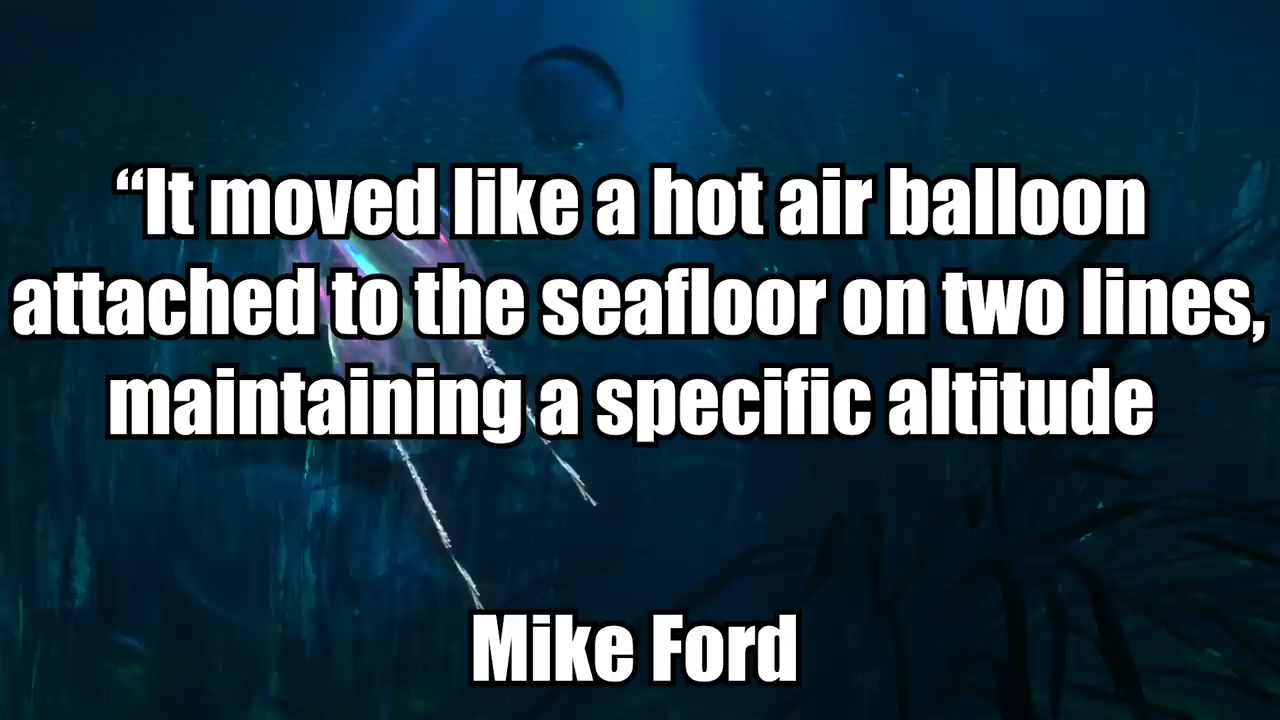 “It moved like a hot air balloon
attached to the seafloor on two lines,
maintaining a specific altitude
Mike Ford